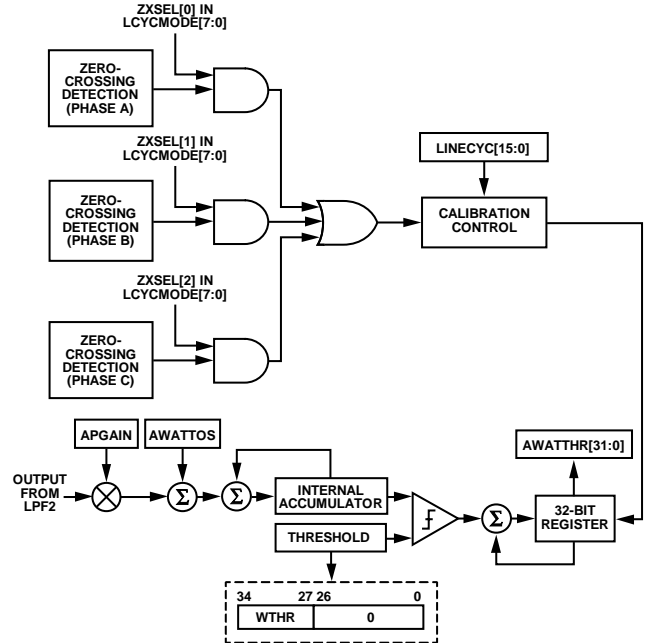 ZXSEL[0] IN
LCYCMODE[7:0]
ZERO-
CROSSING
DETECTION
(PHASE A)
ZXSEL[1] IN
LCYCMODE[7:0]
ZERO-
CROSSING
DETECTION
(PHASE B)
LINECYC[15:0]
CALIBRATION
CONTROL
ZXSEL[2] IN
LCYCMODE[7:0]
ZERO-
CROSSING
DETECTION
(PHASE C)
APGAIN
AWATTOS
AWATTHR[31:0]
OUTPUT
FROM
LPF2
Σ
Σ
INTERNAL
ACCUMULATOR
THRESHOLD
Σ
32-BIT
REGISTER
34 27 26 0
WTHR 0